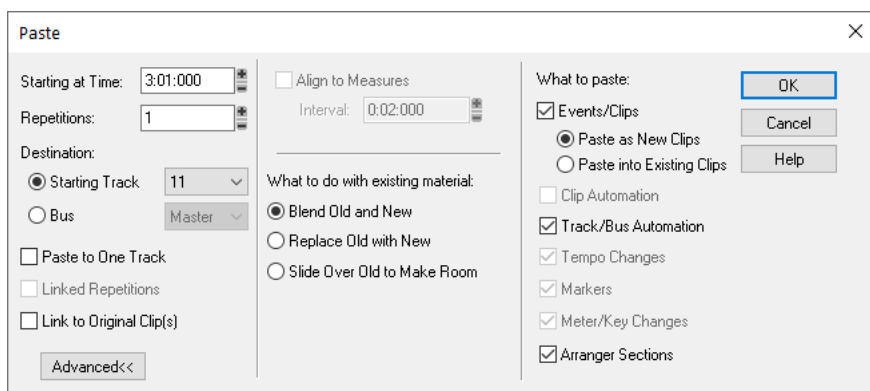 Paste
Starting at Time: 3:01:000
Repetitions: 1
Destination:
Starting Track 11
Bus Master
Paste to One Track
Linked Repetitions
Link to Original Clip(s)
Advanced<<
Align to Measures
Interval: 0:02:000
What to do with existing material:
Blend Old and New
Replace Old with New
Slide Over Old to Make Room
What to paste:
Events/Clips
Paste as New Clips
Paste into Existing Clips
Clip Automation
Track/Bus Automation
Tempo Changes
Markers
Meter/Key Changes
Arranger Sections
OK
Cancel
Help